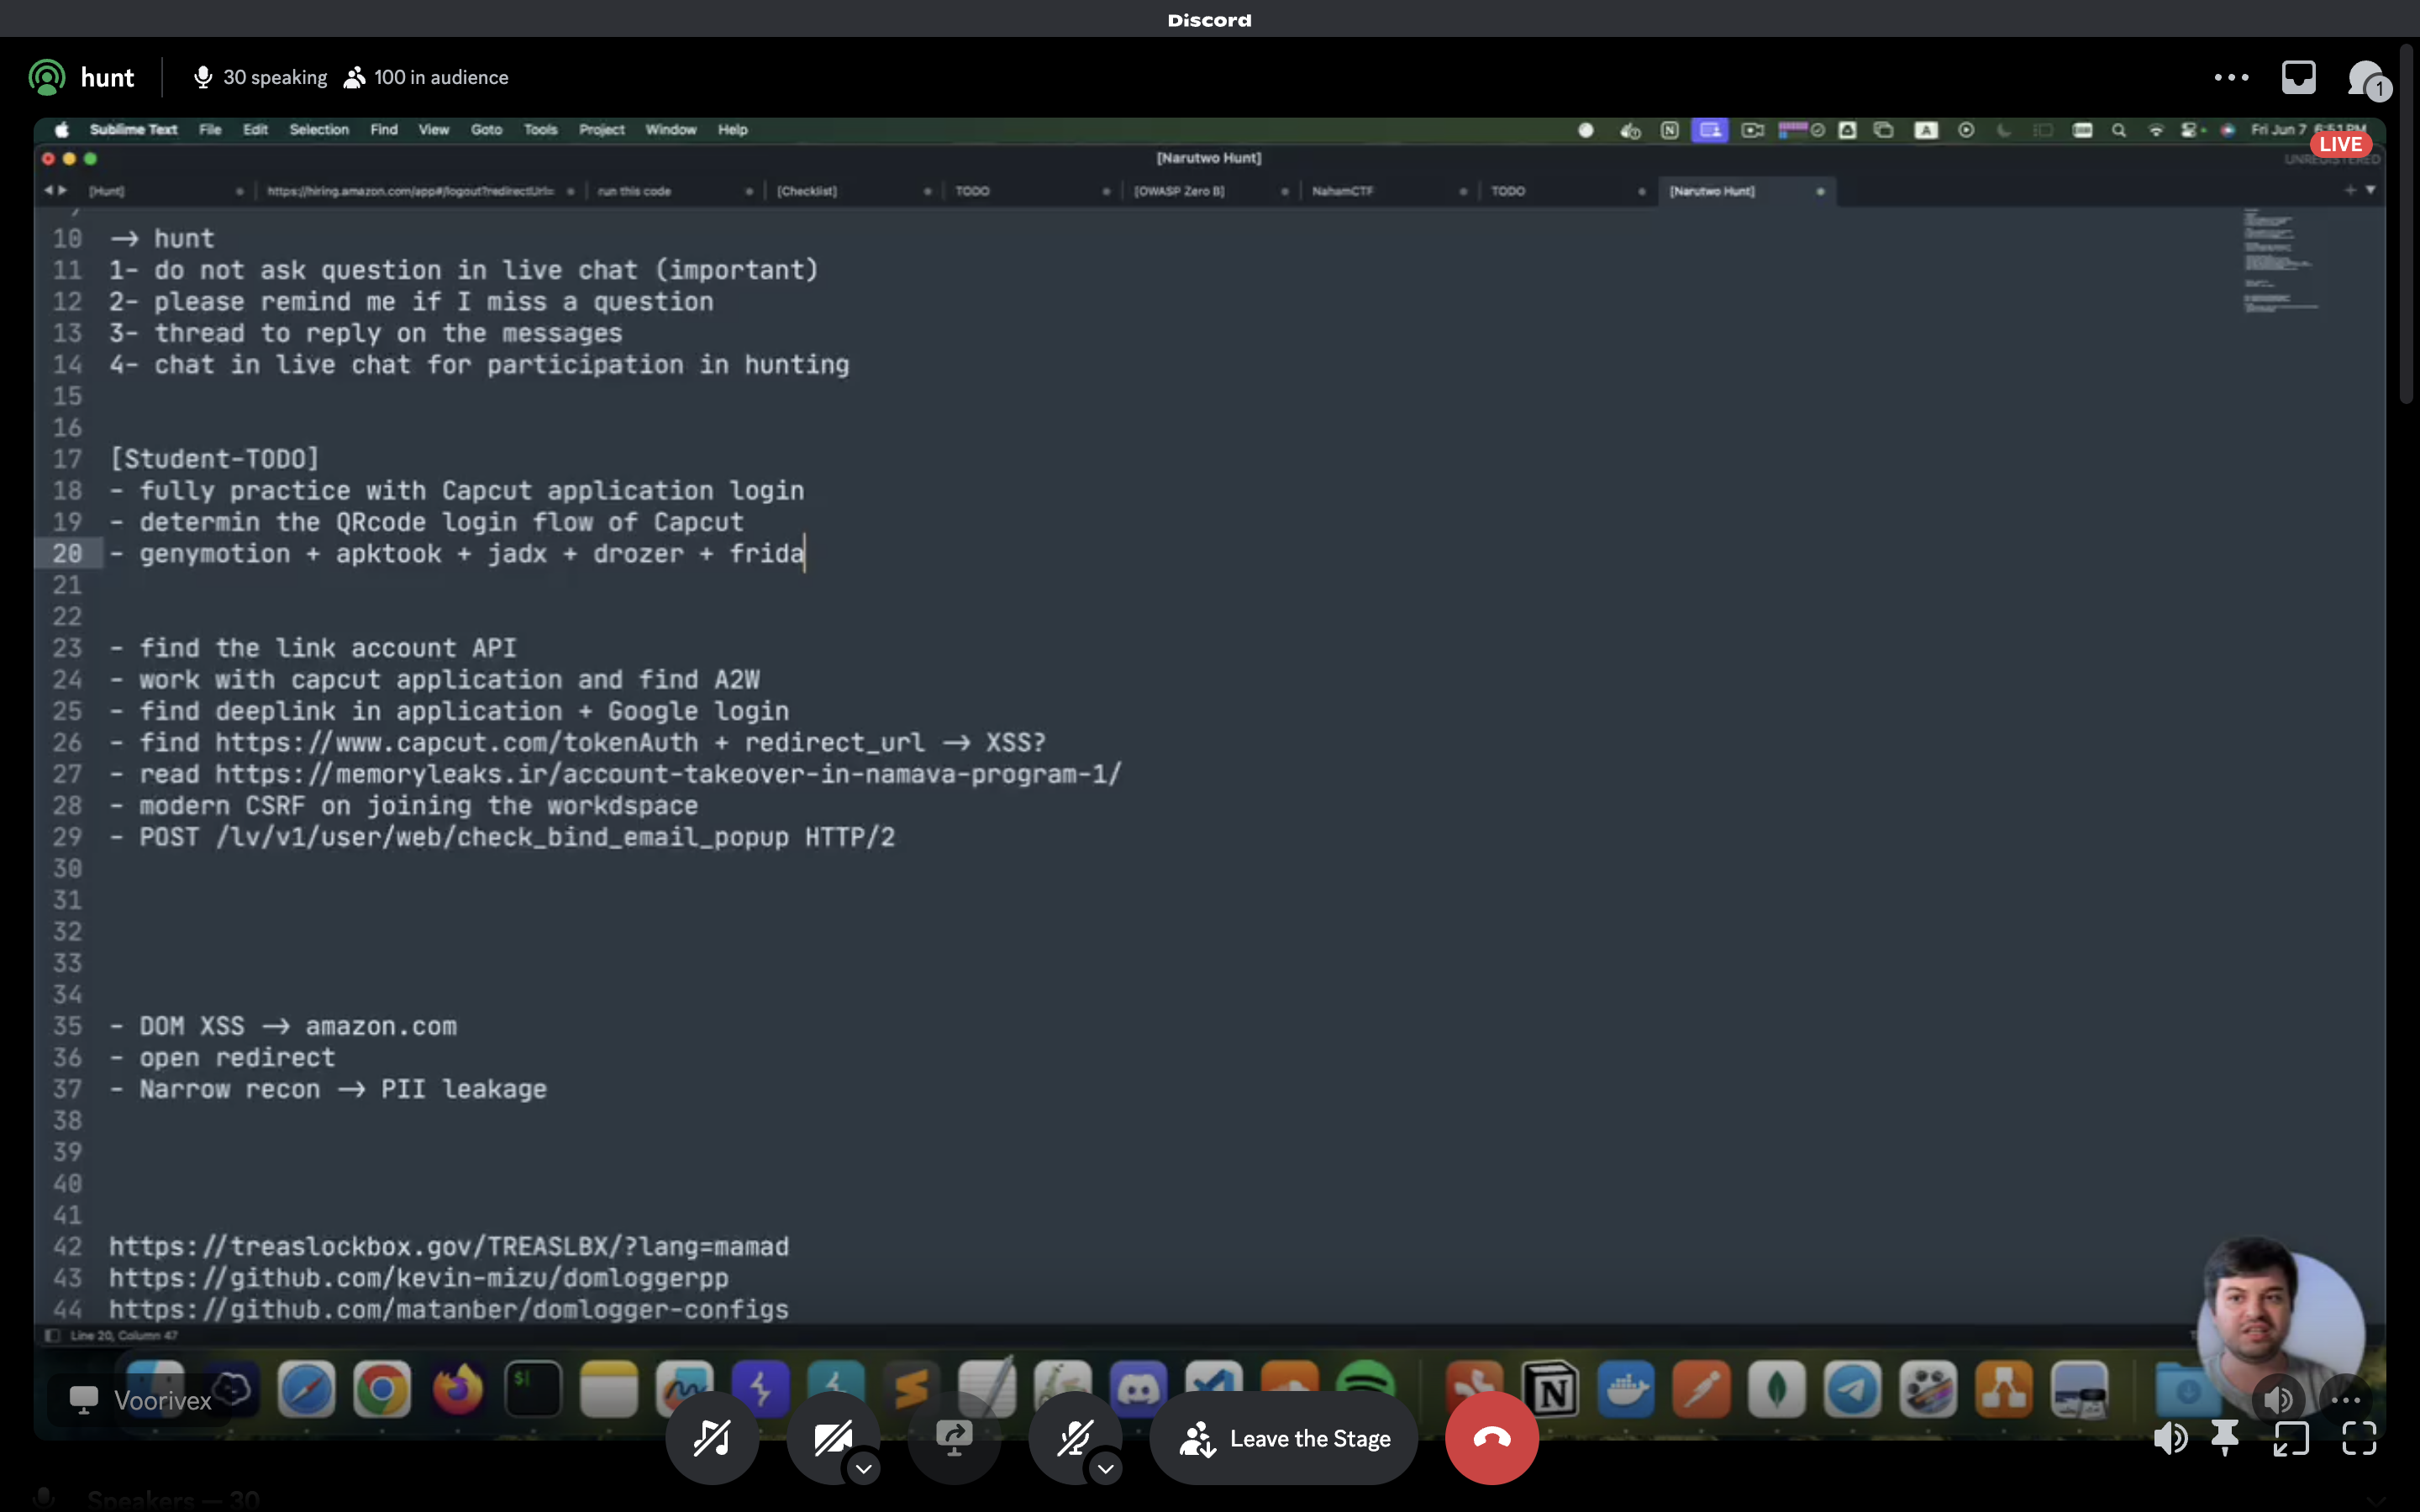 Discord
hunt
30 speaking
100 in audience
1
Sublime Text File Edit Selection Find View Goto Tools Project Window Help
Fri Jun 7 6:51 PM
LIVE
[Narutwo Hunt]
UNREGISTERED
[Hunt]
https://hiring.amazon.com/app#/logout?redirectUrl=
run this code
[Checklist]
TODO
[OWASP Zero B]
NahamCTF
TODO
[Narutwo Hunt]
10 → hunt
11 1- do not ask question in live chat (important)
12 2- please remind me if I miss a question
13 3- thread to reply on the messages
14 4- chat in live chat for participation in hunting
15
16
17 [Student-TODO]
18 - fully practice with Capcut application login
19 - determin the QRcode login flow of Capcut
20 - genymotion + apktook + jadx + drozer + frida
21
22
23 - find the link account API
24 - work with capcut application and find A2W
25 - find deeplink in application + Google login
26 - find https://www.capcut.com/tokenAuth + redirect_url → XSS?
27 - read https://memoryleaks.ir/account-takeover-in-namava-program-1/
28 - modern CSRF on joining the workdspace
29 - POST /lv/v1/user/web/check_bind_email_popup HTTP/2
30
31
32
33
34
35 - DOM XSS → amazon.com
36 - open redirect
37 - Narrow recon → PII leakage
38
39
40
41
42 https://treaslockbox.gov/TREASLBX/?lang=mamad
43 https://github.com/kevin-mizu/domloggerpp
44 https://github.com/matanber/domlogger-configs
Line 20, Column 47
Voorivex
Leave the Stage
Speakers — 30